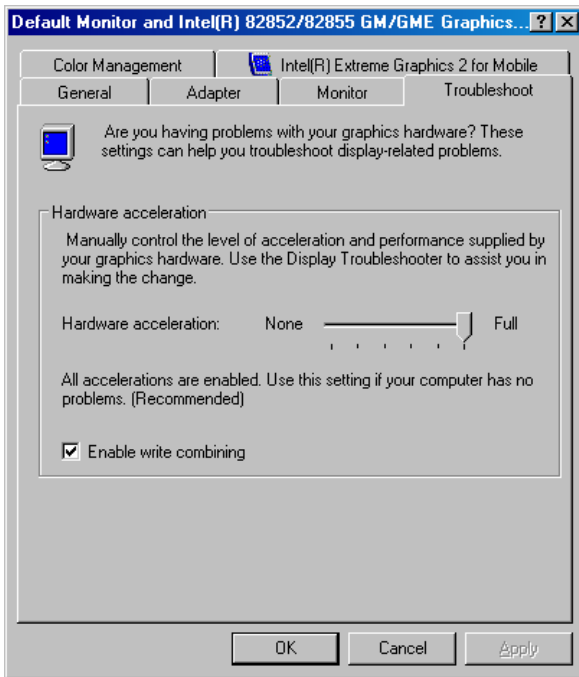 Default Monitor and Intel(R) 82852/82855 GM/GME Graphics...
Color Management
Intel(R) Extreme Graphics 2 for Mobile
General
Adapter
Monitor
Troubleshoot
Are you having problems with your graphics hardware? These
settings can help you troubleshoot display-related problems.
Hardware acceleration
Manually control the level of acceleration and performance supplied by
your graphics hardware. Use the Display Troubleshooter to assist you in
making the change.
Hardware acceleration: None Full
All accelerations are enabled. Use this setting if your computer has no
problems. (Recommended)
Enable write combining
OK
Cancel
Apply